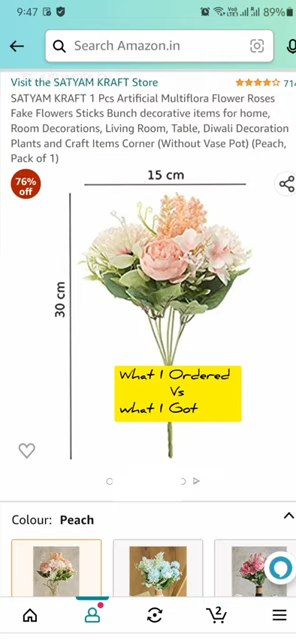 9:47
89%
Search Amazon.in
Visit the SATYAM KRAFT Store
714
SATYAM KRAFT 1 Pcs Artificial Multiflora Flower Roses
Fake Flowers Sticks Bunch decorative items for home,
Room Decorations, Living Room, Table, Diwali Decoration
Plants and Craft Items Corner (Without Vase Pot) (Peach,
Pack of 1)
76%
off
15 cm
30 cm
What I Ordered
Vs
what I Got
Colour: Peach
2